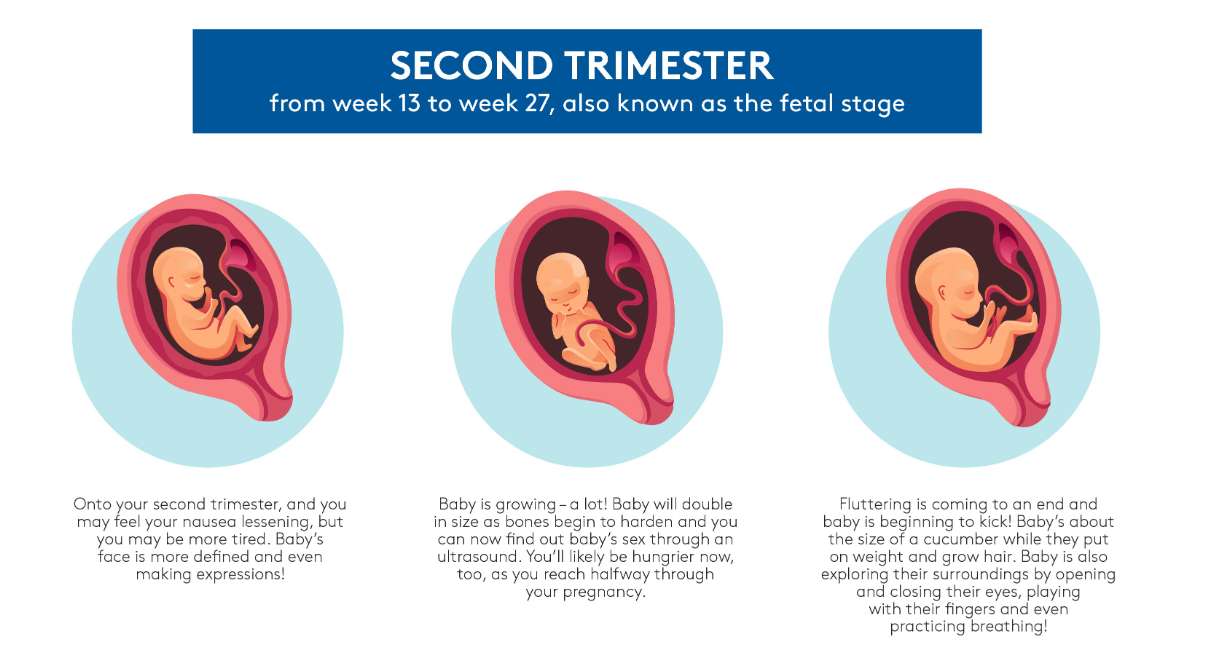 SECOND TRIMESTER
from week 13 to week 27, also known as the fetal stage
Onto your second trimester, and you
may feel your nausea lessening, but
you may be more tired. Baby's
face is more defined and even
making expressions!
Baby is growing – a lot! Baby will double
in size as bones begin to harden and you
can now find out baby's sex through an
ultrasound. You'll likely be hungrier now,
too, as you reach halfway through
your pregnancy.
Fluttering is coming to an end and
baby is beginning to kick! Baby's about
the size of a cucumber while they put
on weight and grow hair. Baby is also
exploring their surroundings by opening
and closing their eyes, playing
with their fingers and even
practicing breathing!